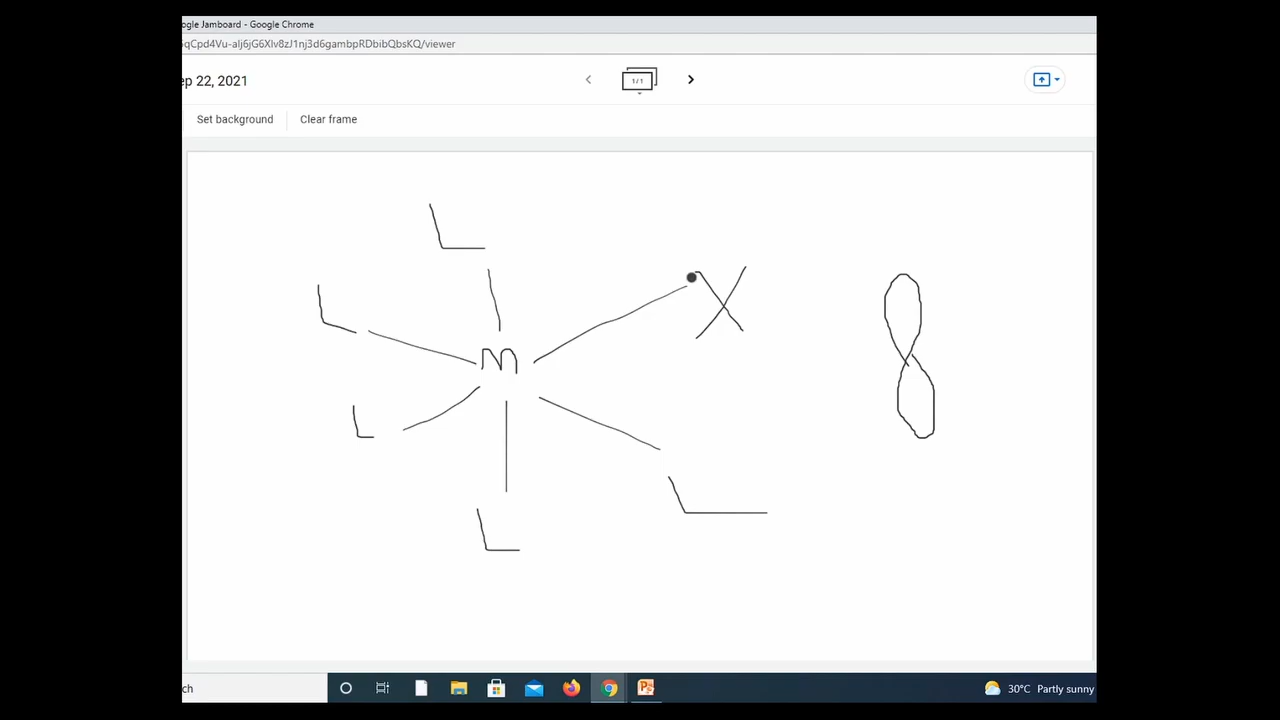 ogle Jamboard - Google Chrome
qCpd4Vu-alj6jG6Xlv8zJ1nj3d6gambpRDbibQbsKQ/viewer
ep 22, 2021
1/1
Set background
Clear frame
L
L
X
m
L
L
L
ch
30°C Partly sunny